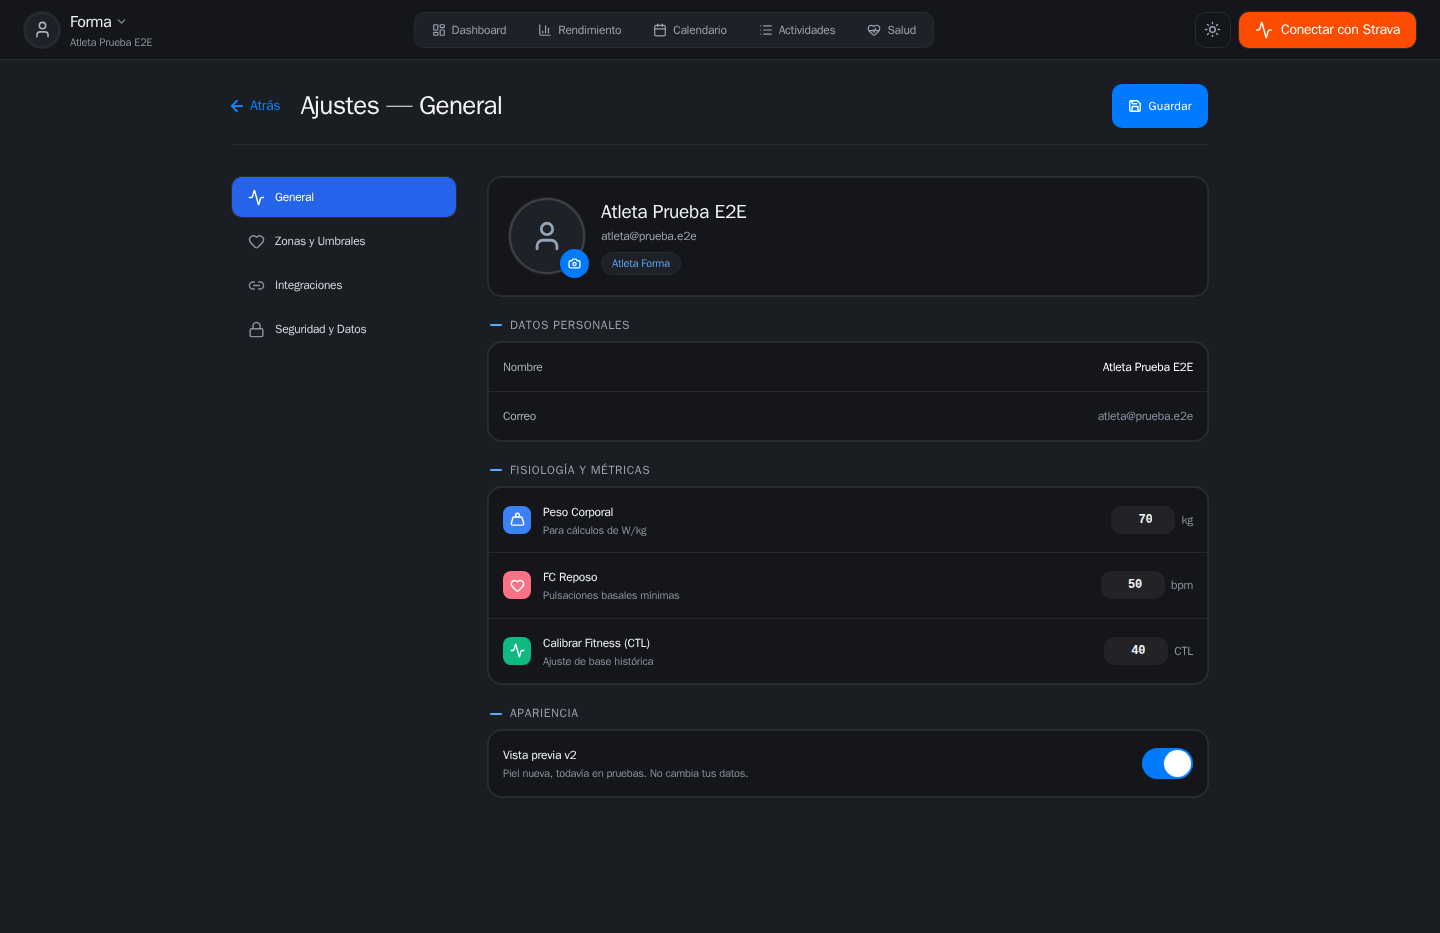 Forma
Atleta Prueba E2E
Dashboard
Rendimiento
Calendario
Actividades
Salud
Conectar con Strava
Atrás
Ajustes — General
Guardar
General
Zonas y Umbrales
Integraciones
Seguridad y Datos
Atleta Prueba E2E
atleta@prueba.e2e
Atleta Forma
DATOS PERSONALES
Nombre
Atleta Prueba E2E
Correo
atleta@prueba.e2e
FISIOLOGÍA Y MÉTRICAS
Peso Corporal
Para cálculos de W/kg
70 kg
FC Reposo
Pulsaciones basales mínimas
50 bpm
Calibrar Fitness (CTL)
Ajuste de base histórica
40 CTL
APARIENCIA
Vista previa v2
Piel nueva, todavía en pruebas. No cambia tus datos.